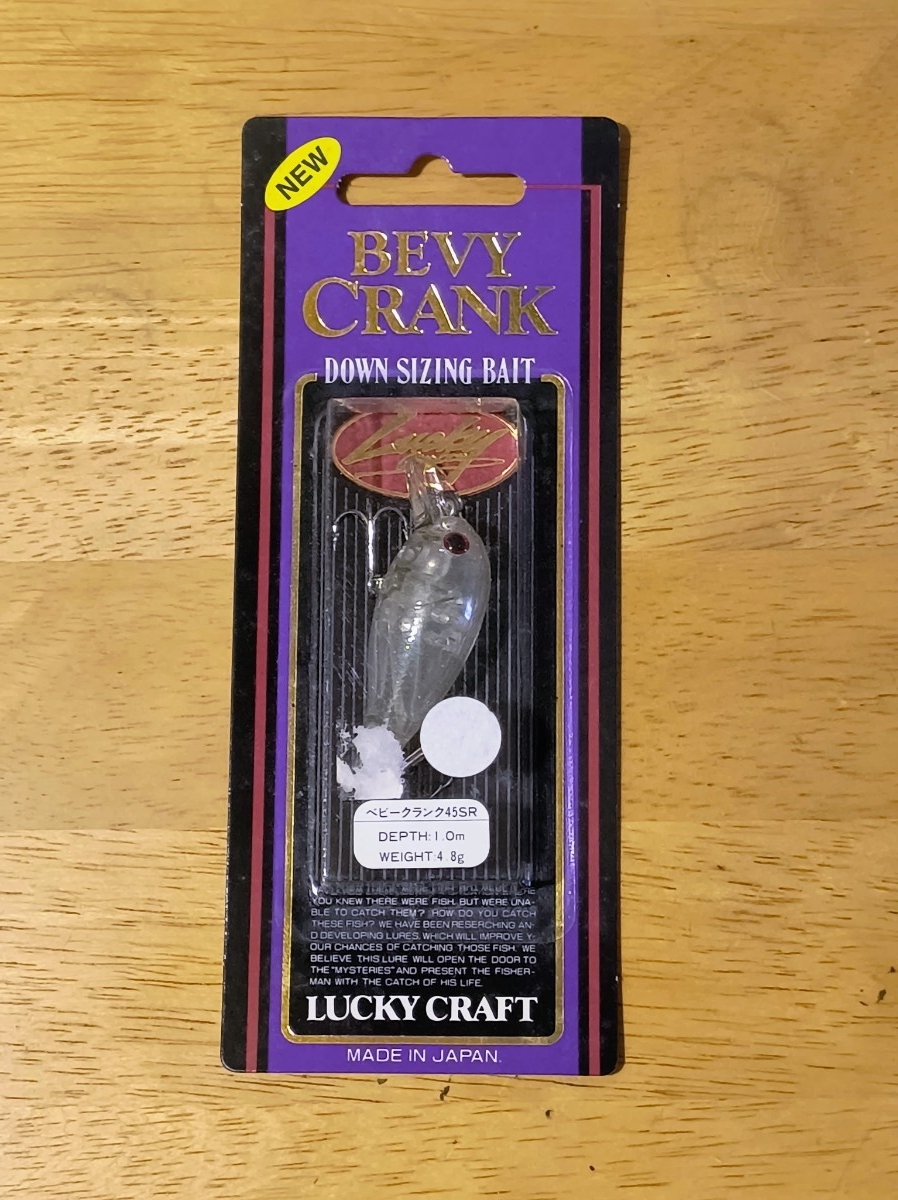 NEW
BEVY
CRANK
DOWN SIZING BAIT
Lucky
ベビークランク45SR
DEPTH:1.0m
WEIGHT:4.8g
YOU KNEW THERE WERE FISH, BUT WERE UNA-
BLE TO CATCH THEM? HOW DO YOU CATCH
THESE FISH? WE HAVE BEEN RESERCHING AN-
D DEVELOPING LURES, WHICH WILL IMPROVE Y-
OUR CHANCES OF CATCHING THOSE FISH. WE
BELIEVE THIS LURE WILL OPEN THE DOOR TO
THE "MYSTERIES" AND PRESENT THE FISHER-
MAN WITH THE CATCH OF HIS LIFE.
LUCKY CRAFT
MADE IN JAPAN.